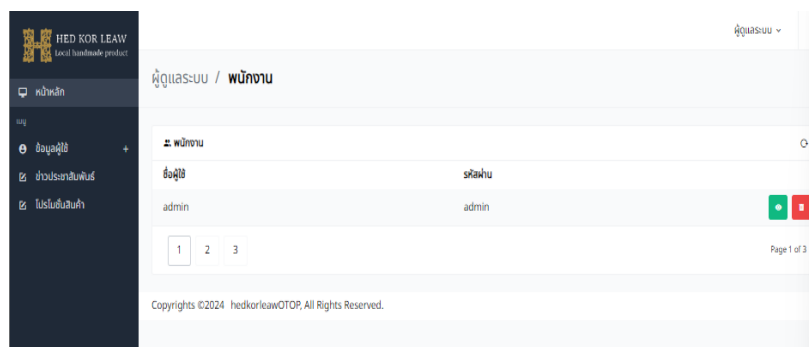 HED KOR LEAW
Local handmade product
ผู้ดูแลระบบ
หน้าหลัก
ผู้ดูแลระบบ / พนักงาน
เมนู
ข้อมูลผู้ใช้ +
ข่าวประชาสัมพันธ์
โปรโมชั่นสินค้า
พนักงาน
ชื่อผู้ใช้ รหัสผ่าน
admin admin
1 2 3 Page 1 of 3
Copyrights ©2024 hedkorleawOTOP, All Rights Reserved.